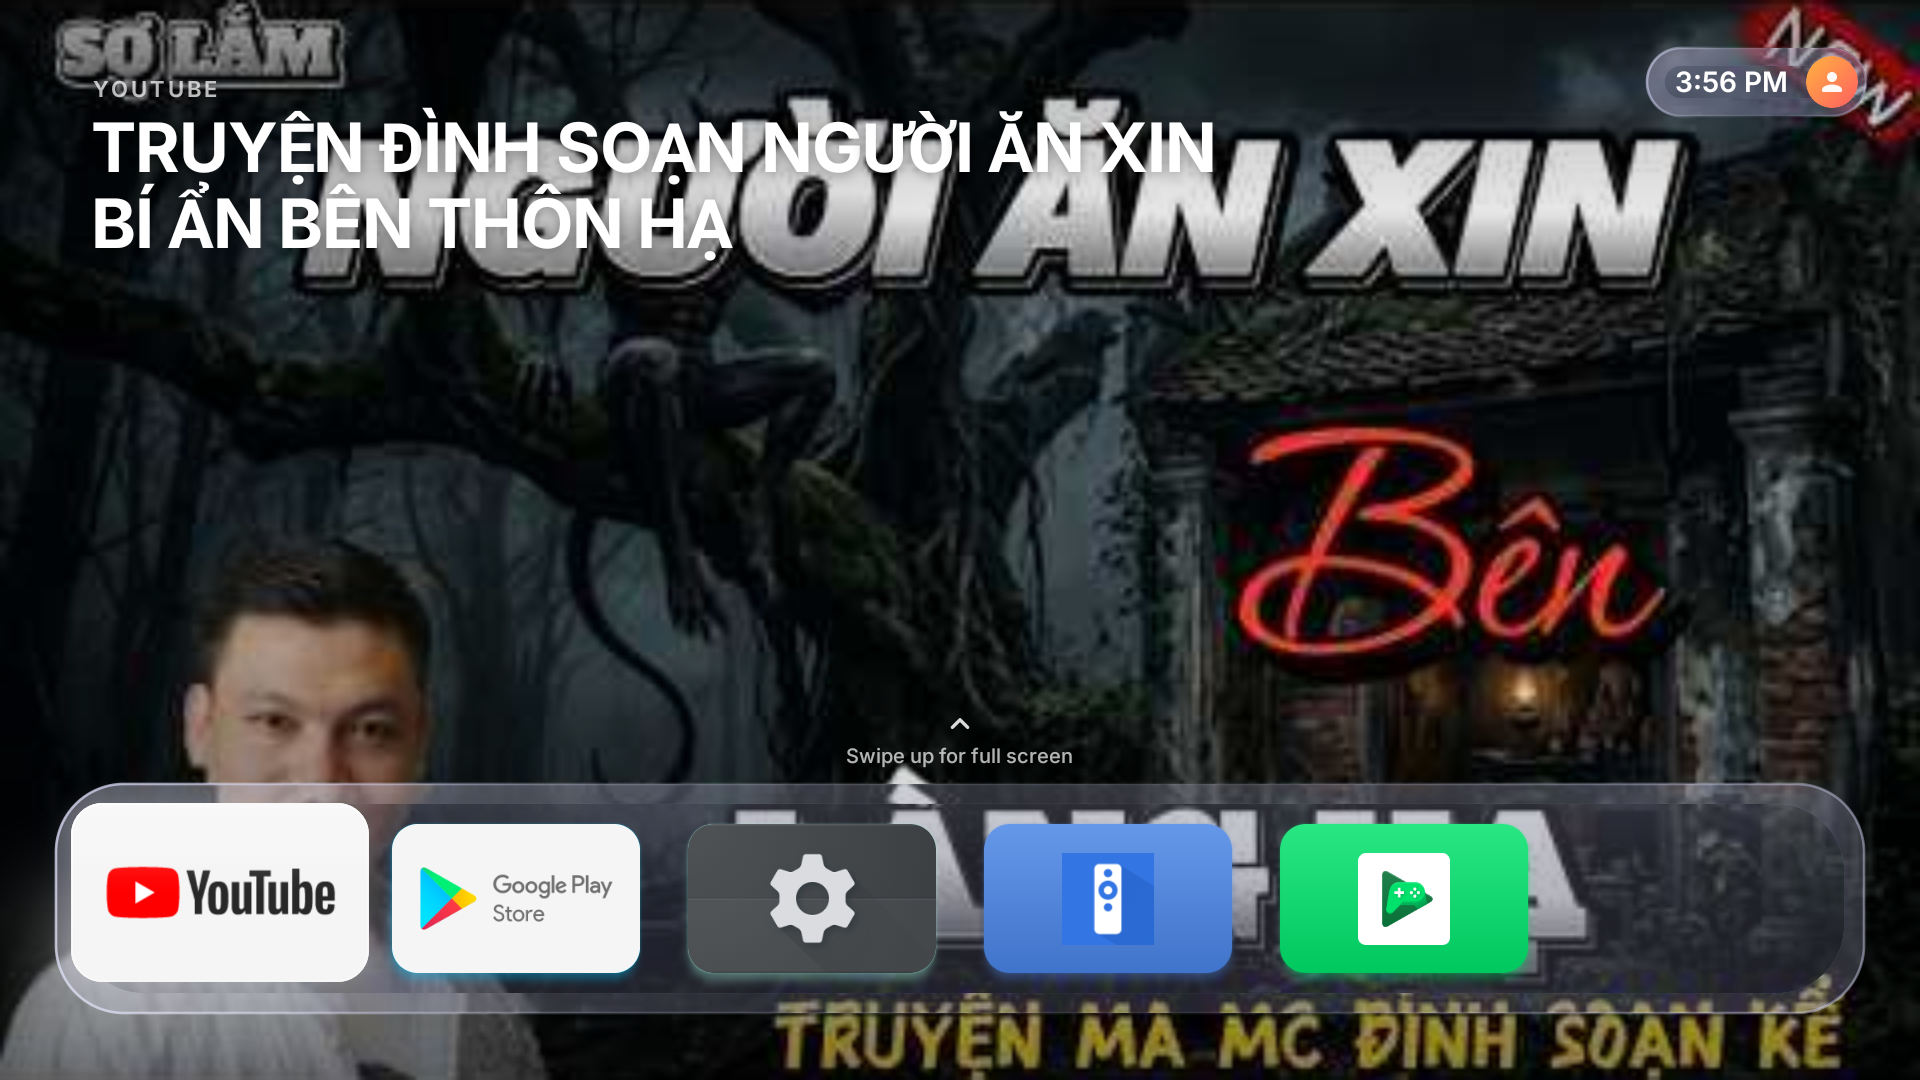 SỢ LẮM
YOUTUBE
TRUYỆN ĐÌNH SOẠN NGƯỜI ĂN XIN
BÍ ẨN BÊN THÔN HẠ
3:56 PM
NEW
NGƯỜI ĂN XIN
Bên
Swipe up for full screen
YouTube
Google Play
Store
TRUYỆN MA MC ĐÌNH SOẠN KỂ